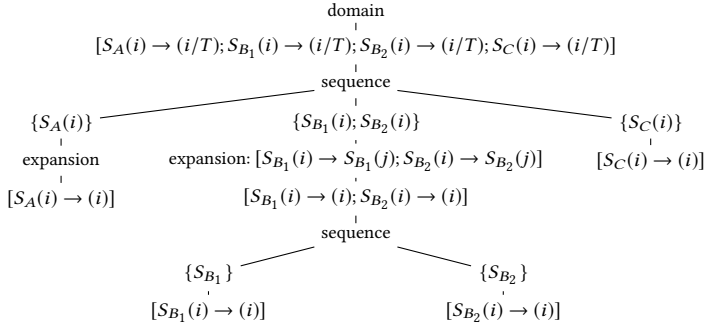 domain
[S_A(i) → (i/T); S_{B_1}(i) → (i/T); S_{B_2}(i) → (i/T); S_C(i) → (i/T)]
sequence
{S_A(i)} {S_{B_1}(i); S_{B_2}(i)} {S_C(i)}
expansion expansion: [S_{B_1}(i) → S_{B_1}(j); S_{B_2}(i) → S_{B_2}(j)] [S_C(i) → (i)]
[S_A(i) → (i)] [S_{B_1}(i) → (i); S_{B_2}(i) → (i)]
sequence
{S_{B_1}} {S_{B_2}}
[S_{B_1}(i) → (i)] [S_{B_2}(i) → (i)]